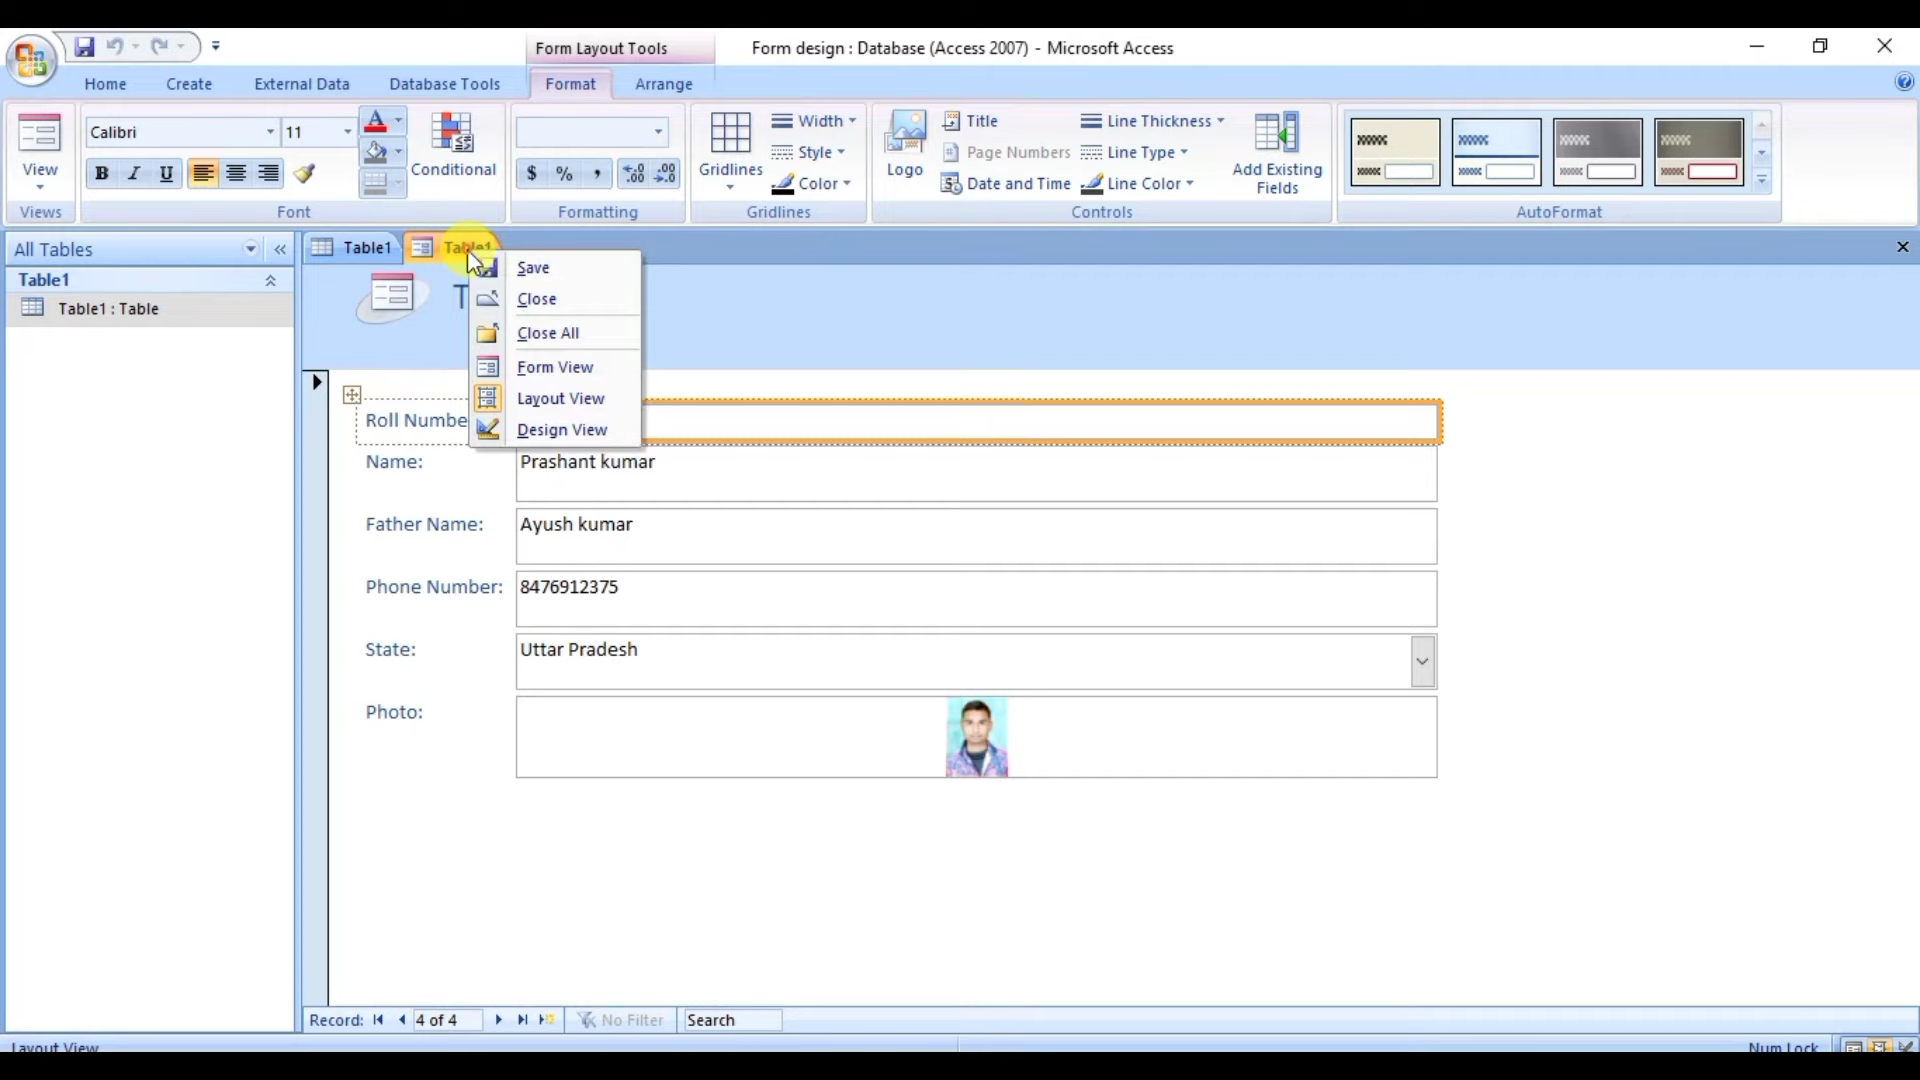 Form Layout Tools
Form design : Database (Access 2007) - Microsoft Access
Home Create External Data Database Tools Format Arrange
View
Views
Calibri 11
B I U
Conditional
Font
$ % ,
Formatting
Gridlines
Width
Style
Color
Gridlines
Logo
Title
Page Numbers
Date and Time
Line Thickness
Line Type
Line Color
Controls
Add Existing
Fields
AutoFormat
All Tables
Table1
Table1 : Table
Table1
Table1
Save
Close
Close All
Form View
Layout View
Design View
Name: Prashant kumar
Father Name: Ayush kumar
Phone Number: 8476912375
State: Uttar Pradesh
Photo:
Record: 4 of 4 No Filter Search
Layout View
Num Lock